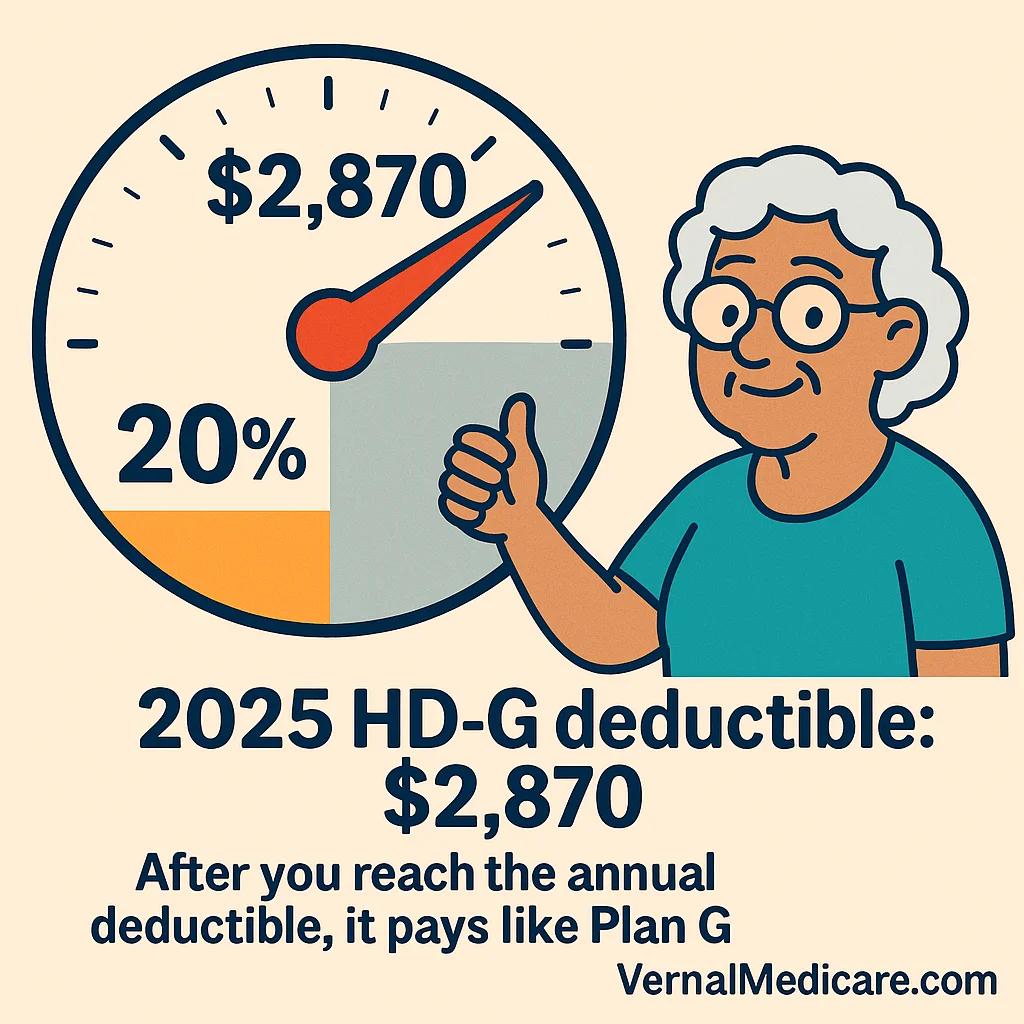 $2,870
20%
2025 HD-G deductible:
$2,870
After you reach the annual
deductible, it pays like Plan G
VernalMedicare.com